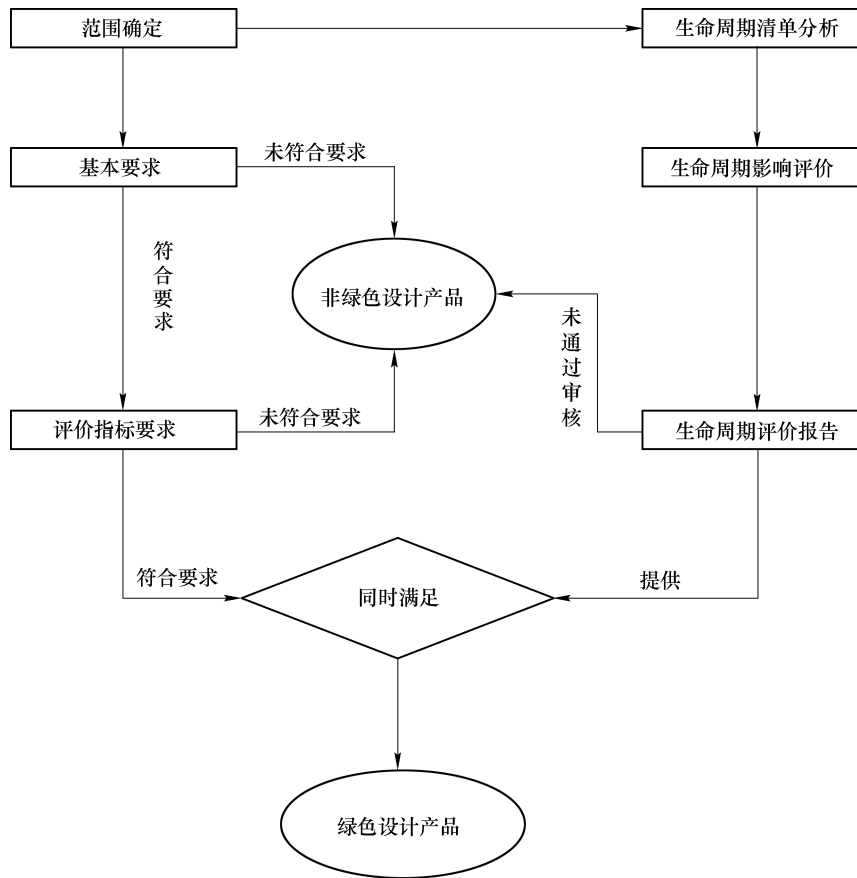 范围确定
生命周期清单分析
未符合要求
基本要求
生命周期影响评价
符合要求
非绿色设计产品
未通过审核
评价指标要求
未符合要求
生命周期评价报告
符合要求
同时满足
提供
绿色设计产品